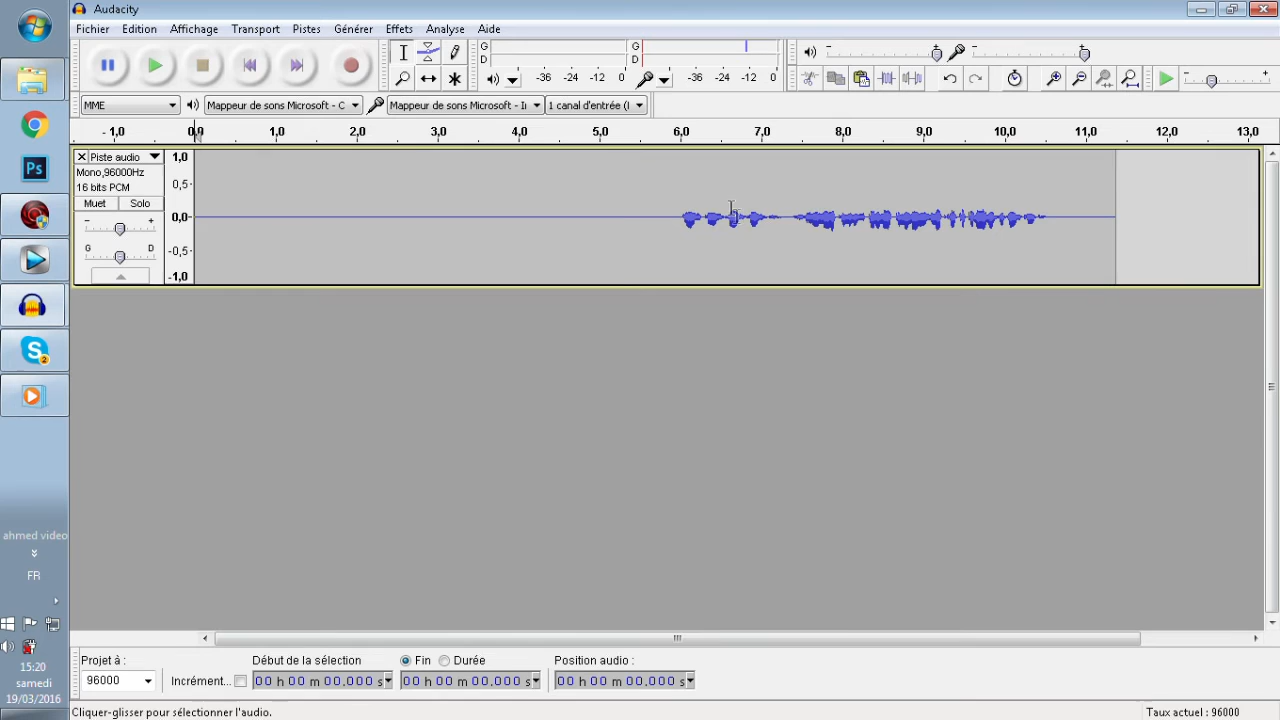 Audacity
Fichier Edition Affichage Transport Pistes Générer Effets Analyse Aide
G
D
-36 -24 -12 0
G
D
-36 -24 -12 0
MME Mappeur de sons Microsoft - C Mappeur de sons Microsoft - I 1 canal d'entrée (I
- 1,0 0,0 1,0 2,0 3,0 4,0 5,0 6,0 7,0 8,0 9,0 10,0 11,0 12,0 13,0
Ps
X Piste audio
Mono,96000Hz
16 bits PCM
Muet Solo
- +
G D
1,0
0,5
0,0
-0,5
-1,0
S 2
ahmed video
FR
15:20
samedi
19/03/2016
Projet à :
96000
Incrément...
Début de la sélection
00 h 00 m 00.000 s
Fin Durée
00 h 00 m 00.000 s
Position audio :
00 h 00 m 00.000 s
Cliquer-glisser pour sélectionner l'audio.
Taux actuel : 96000